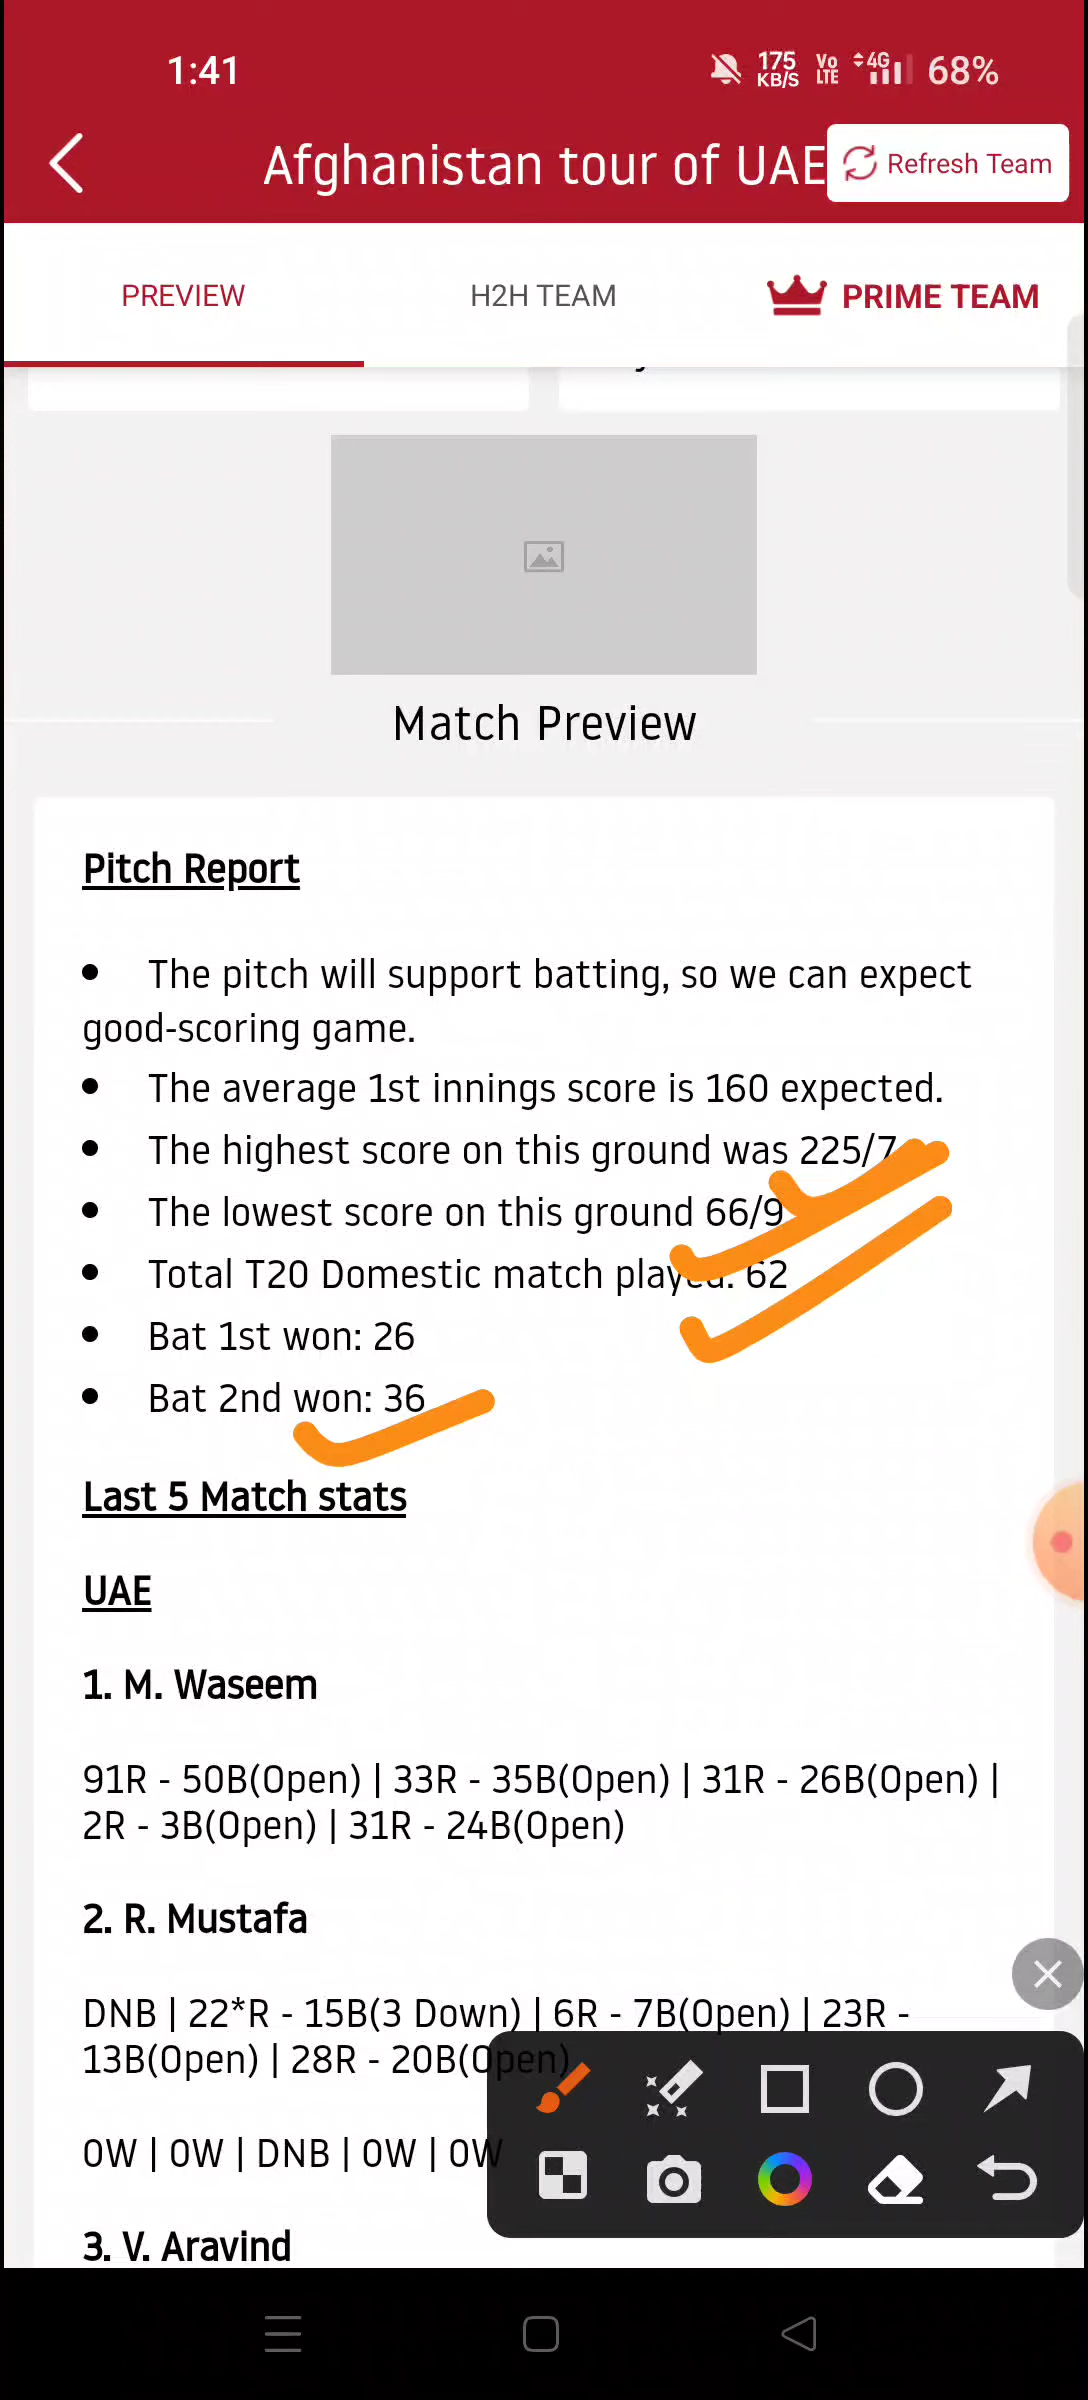 1:41 175 KB/S Vo LTE 4G 68%
Afghanistan tour of UAE Refresh Team
PREVIEW H2H TEAM PRIME TEAM
Match Preview
Pitch Report
• The pitch will support batting, so we can expect
good-scoring game.
• The average 1st innings score is 160 expected.
• The highest score on this ground was 225/7
• The lowest score on this ground 66/9
• Total T20 Domestic match played: 62
• Bat 1st won: 26
• Bat 2nd won: 36
Last 5 Match stats
UAE
1. M. Waseem
91R - 50B(Open) | 33R - 35B(Open) | 31R - 26B(Open) |
2R - 3B(Open) | 31R - 24B(Open)
2. R. Mustafa
DNB | 22*R - 15B(3 Down) | 6R - 7B(Open) | 23R -
13B(Open) | 28R - 20B(Open)
0W | 0W | DNB | 0W | 0W
3. V. Aravind